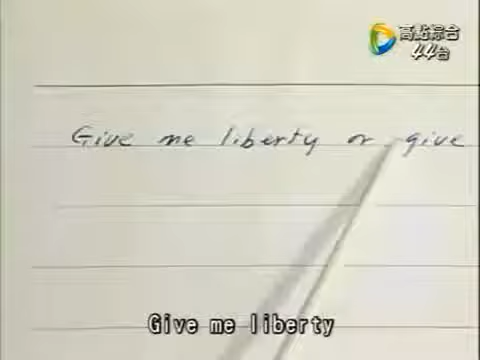 高點綜合
44台
Give me liberty or give
Give me liberty